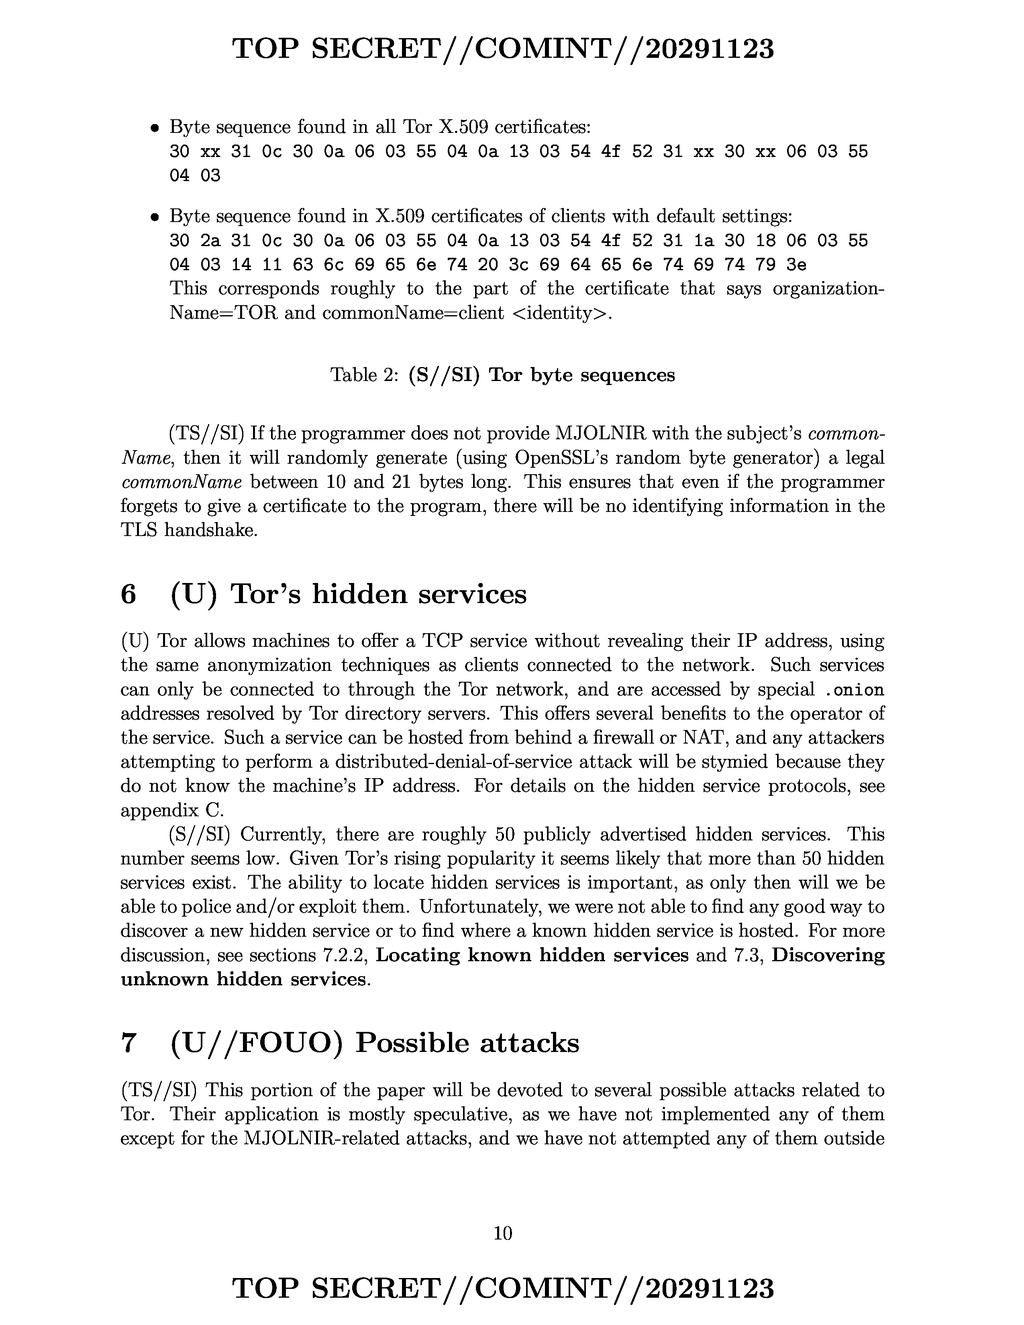 TOP SECRET//COMINT//20291123
• Byte sequence found in all Tor X.509 certificates:
30 xx 31 0c 30 0a 06 03 55 04 0a 13 03 54 4f 52 31 xx 30 xx 06 03 55
04 03
• Byte sequence found in X.509 certificates of clients with default settings:
30 2a 31 0c 30 0a 06 03 55 04 0a 13 03 54 4f 52 31 1a 30 18 06 03 55
04 03 14 11 63 6c 69 65 6e 74 20 3c 69 64 65 6e 74 69 74 79 3e
This corresponds roughly to the part of the certificate that says organization-
Name=TOR and commonName=client <identity>.
Table 2: (S//SI) Tor byte sequences
(TS//SI) If the programmer does not provide MJOLNIR with the subject's common-
Name, then it will randomly generate (using OpenSSL's random byte generator) a legal
commonName between 10 and 21 bytes long. This ensures that even if the programmer
forgets to give a certificate to the program, there will be no identifying information in the
TLS handshake.
6 (U) Tor's hidden services
(U) Tor allows machines to offer a TCP service without revealing their IP address, using
the same anonymization techniques as clients connected to the network. Such services
can only be connected to through the Tor network, and are accessed by special .onion
addresses resolved by Tor directory servers. This offers several benefits to the operator of
the service. Such a service can be hosted from behind a firewall or NAT, and any attackers
attempting to perform a distributed-denial-of-service attack will be stymied because they
do not know the machine's IP address. For details on the hidden service protocols, see
appendix C.
(S//SI) Currently, there are roughly 50 publicly advertised hidden services. This
number seems low. Given Tor's rising popularity it seems likely that more than 50 hidden
services exist. The ability to locate hidden services is important, as only then will we be
able to police and/or exploit them. Unfortunately, we were not able to find any good way to
discover a new hidden service or to find where a known hidden service is hosted. For more
discussion, see sections 7.2.2, Locating known hidden services and 7.3, Discovering
unknown hidden services.
7 (U//FOUO) Possible attacks
(TS//SI) This portion of the paper will be devoted to several possible attacks related to
Tor. Their application is mostly speculative, as we have not implemented any of them
except for the MJOLNIR-related attacks, and we have not attempted any of them outside
10
TOP SECRET//COMINT//20291123